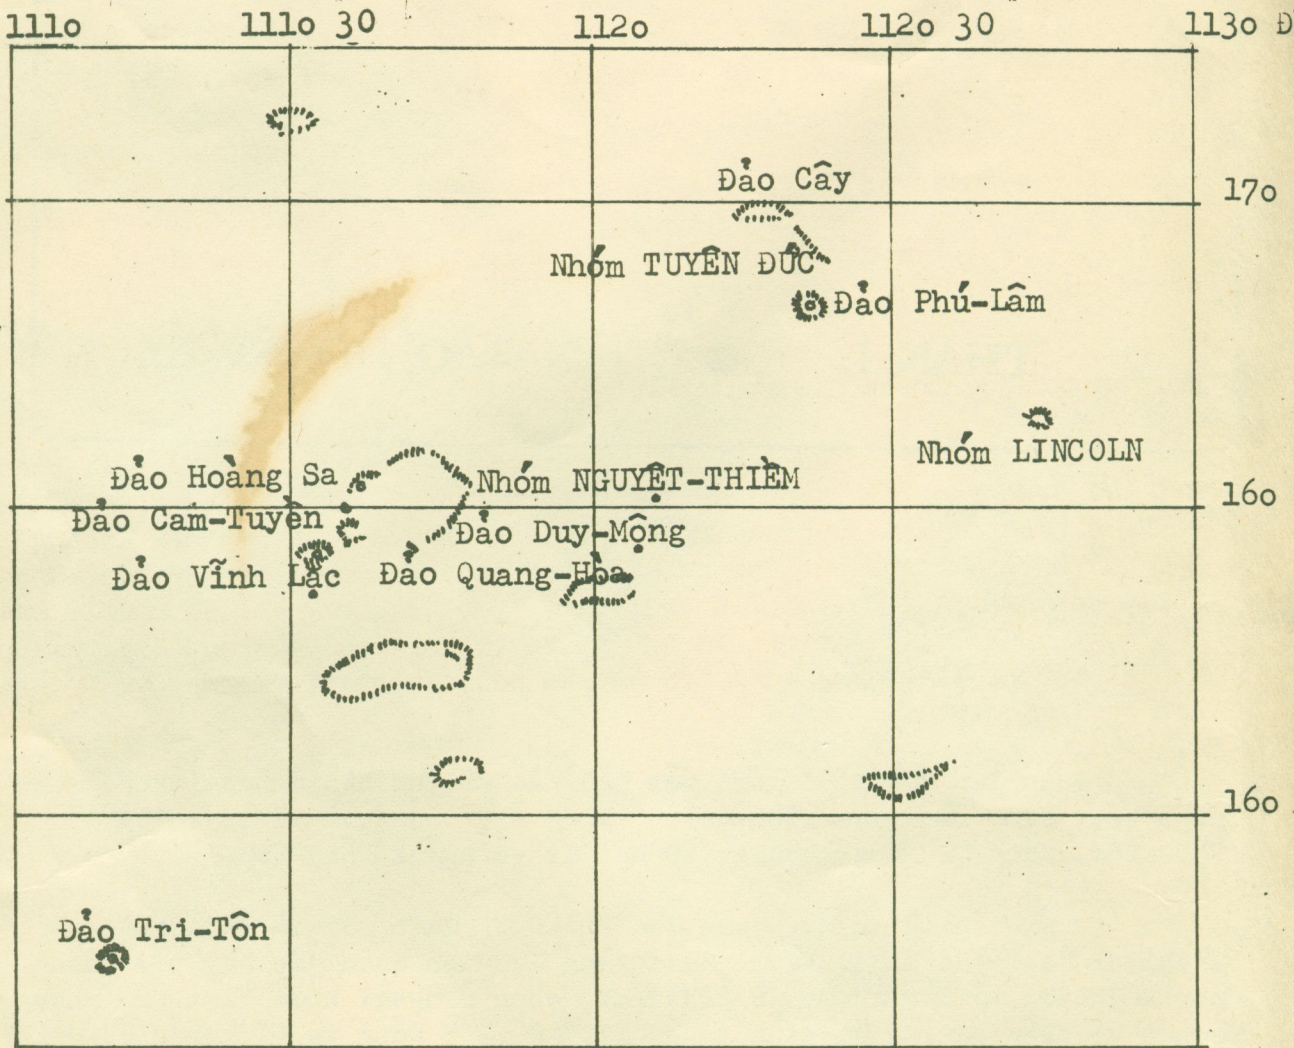 111o 111o 30 112o 112o 30 113o Đ
Đảo Cây
17o
Nhóm TUYÊN ĐỨC
Đảo Phú-Lâm
Nhóm LINCOLN
Đảo Hoàng Sa
Nhóm NGUYỆT-THIỀM
16o
Đảo Cam-Tuyền
Đảo Duy-Mộng
Đảo Vĩnh Lạc
Đảo Quang-Hòa
16o
Đảo Tri-Tôn